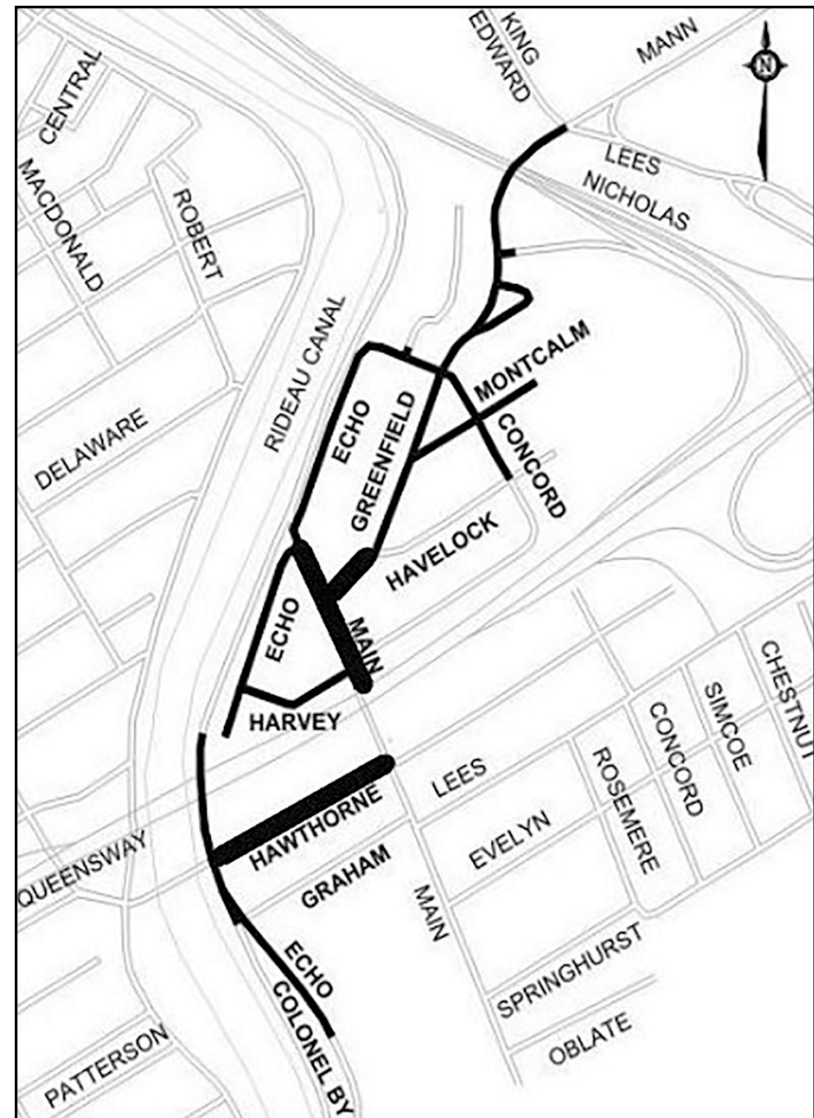 KING
EDWARD
MANN
N
CENTRAL
LEES
NICHOLAS
MACDONALD
ROBERT
RIDEAU CANAL
MONTCALM
ECHO
GREENFIELD
CONCORD
DELAWARE
HAVELOCK
ECHO
MAIN
HARVEY
CHESTNUT
SIMCOE
CONCORD
LEES
ROSEMERE
HAWTHORNE
EVELYN
QUEENSWAY
GRAHAM
MAIN
SPRINGHURST
ECHO
COLONEL BY
OBLATE
PATTERSON